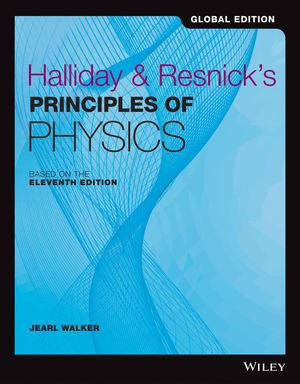 GLOBAL EDITION
Halliday & Resnick's
PRINCIPLES OF
PHYSICS
BASED ON THE
ELEVENTH EDITION
JEARL WALKER
WILEY